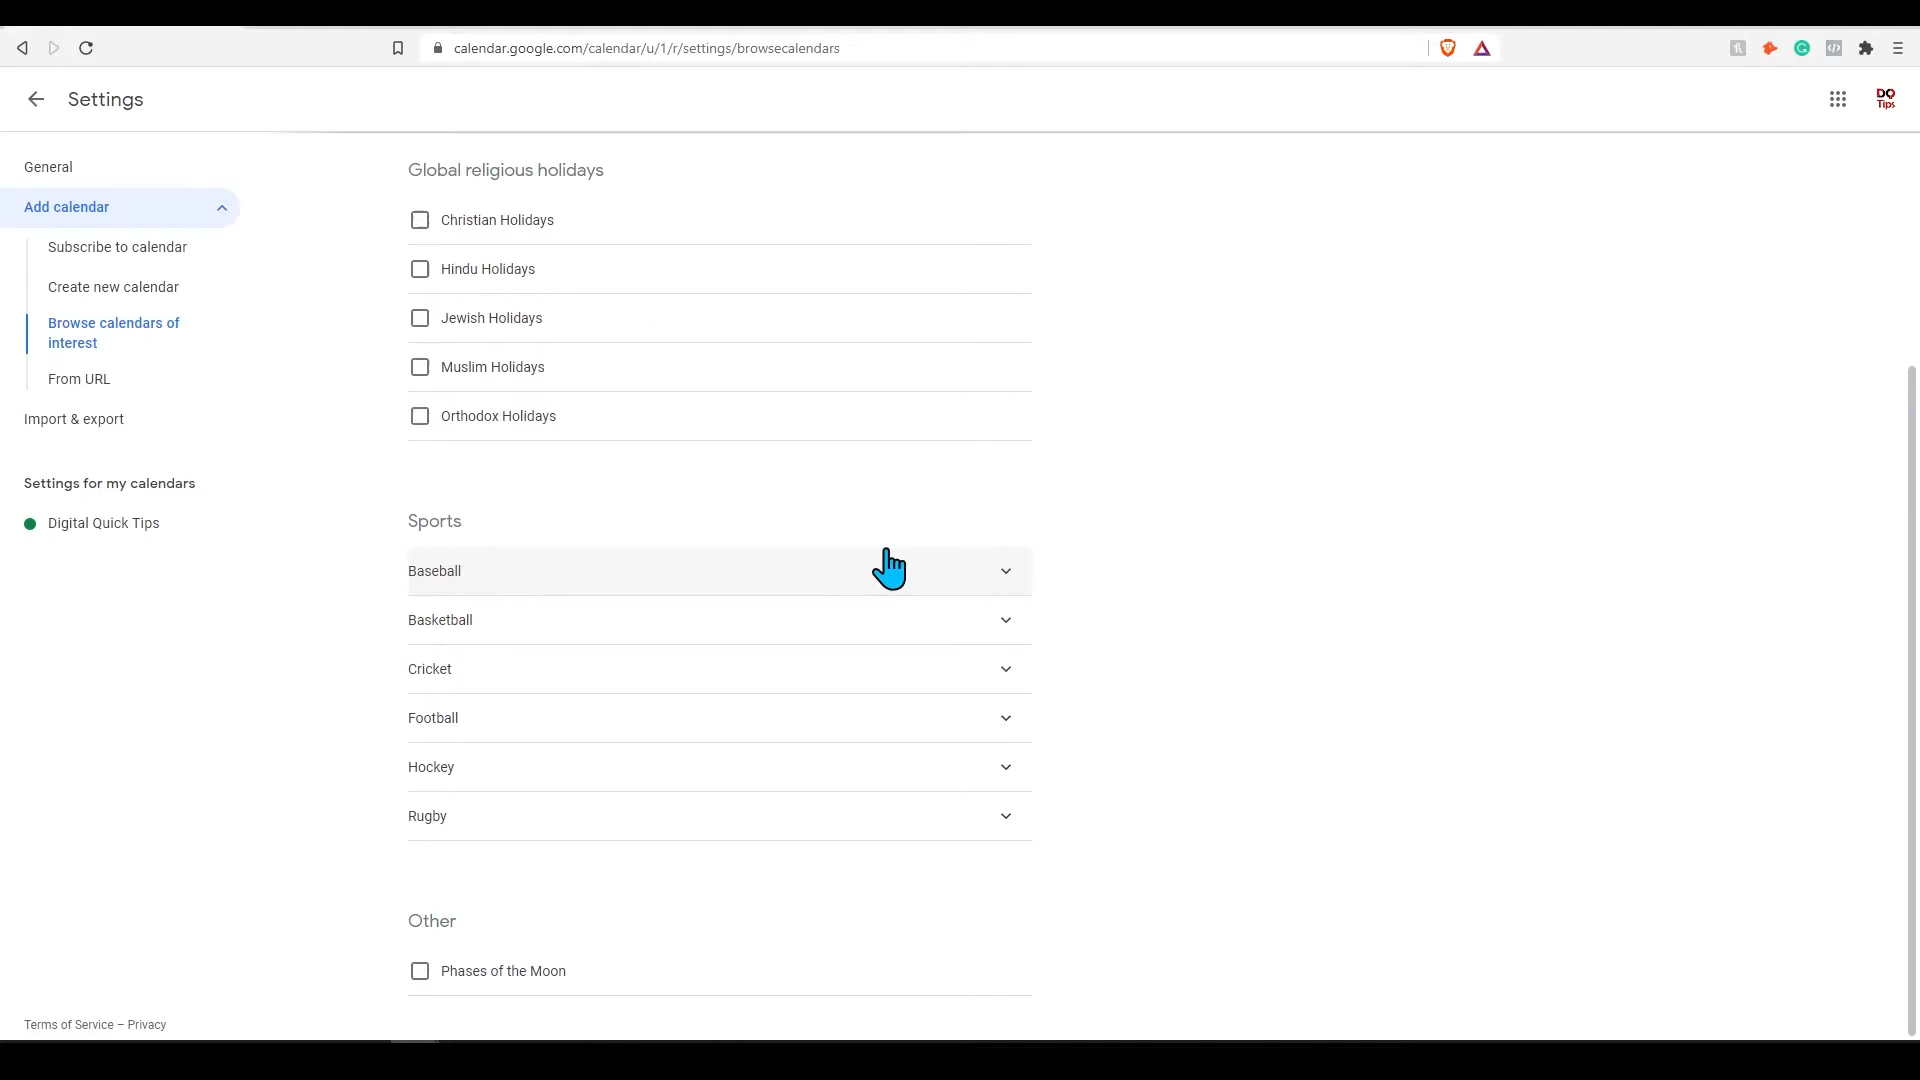 calendar.google.com/calendar/u/1/r/settings/browsecalendars
Settings
DQ
Tips
General
Add calendar
Subscribe to calendar
Create new calendar
Browse calendars of
interest
From URL
Import & export
Settings for my calendars
Digital Quick Tips
Global religious holidays
Christian Holidays
Hindu Holidays
Jewish Holidays
Muslim Holidays
Orthodox Holidays
Sports
Baseball
Basketball
Cricket
Football
Hockey
Rugby
Other
Phases of the Moon
Terms of Service – Privacy